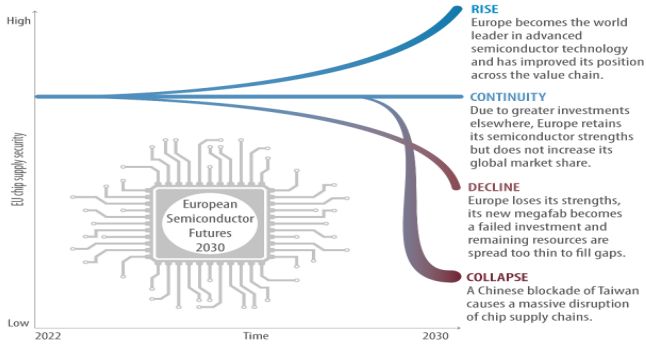 High
EU chip supply security
Low
2022
Time
2030
European
Semiconductor
Futures
2030
RISE
Europe becomes the world
leader in advanced
semiconductor technology
and has improved its position
across the value chain.
CONTINUITY
Due to greater investments
elsewhere, Europe retains
its semiconductor strengths
but does not increase its
global market share.
DECLINE
Europe loses its strengths,
its new megafab becomes
a failed investment and
remaining resources are
spread too thin to fill gaps.
COLLAPSE
A Chinese blockade of Taiwan
causes a massive disruption
of chip supply chains.